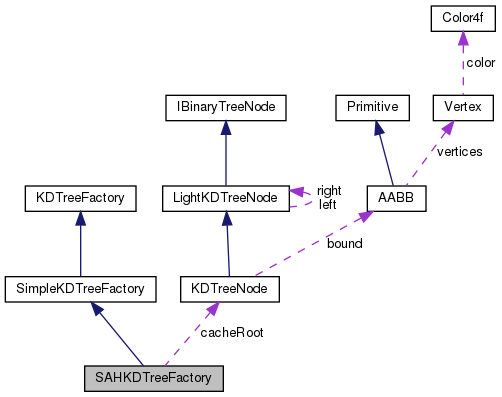 Color4f
color
IBinaryTreeNode
Primitive
Vertex
vertices
right
left
KDTreeFactory
LightKDTreeNode
AABB
bound
SimpleKDTreeFactory
KDTreeNode
cacheRoot
SAHKDTreeFactory